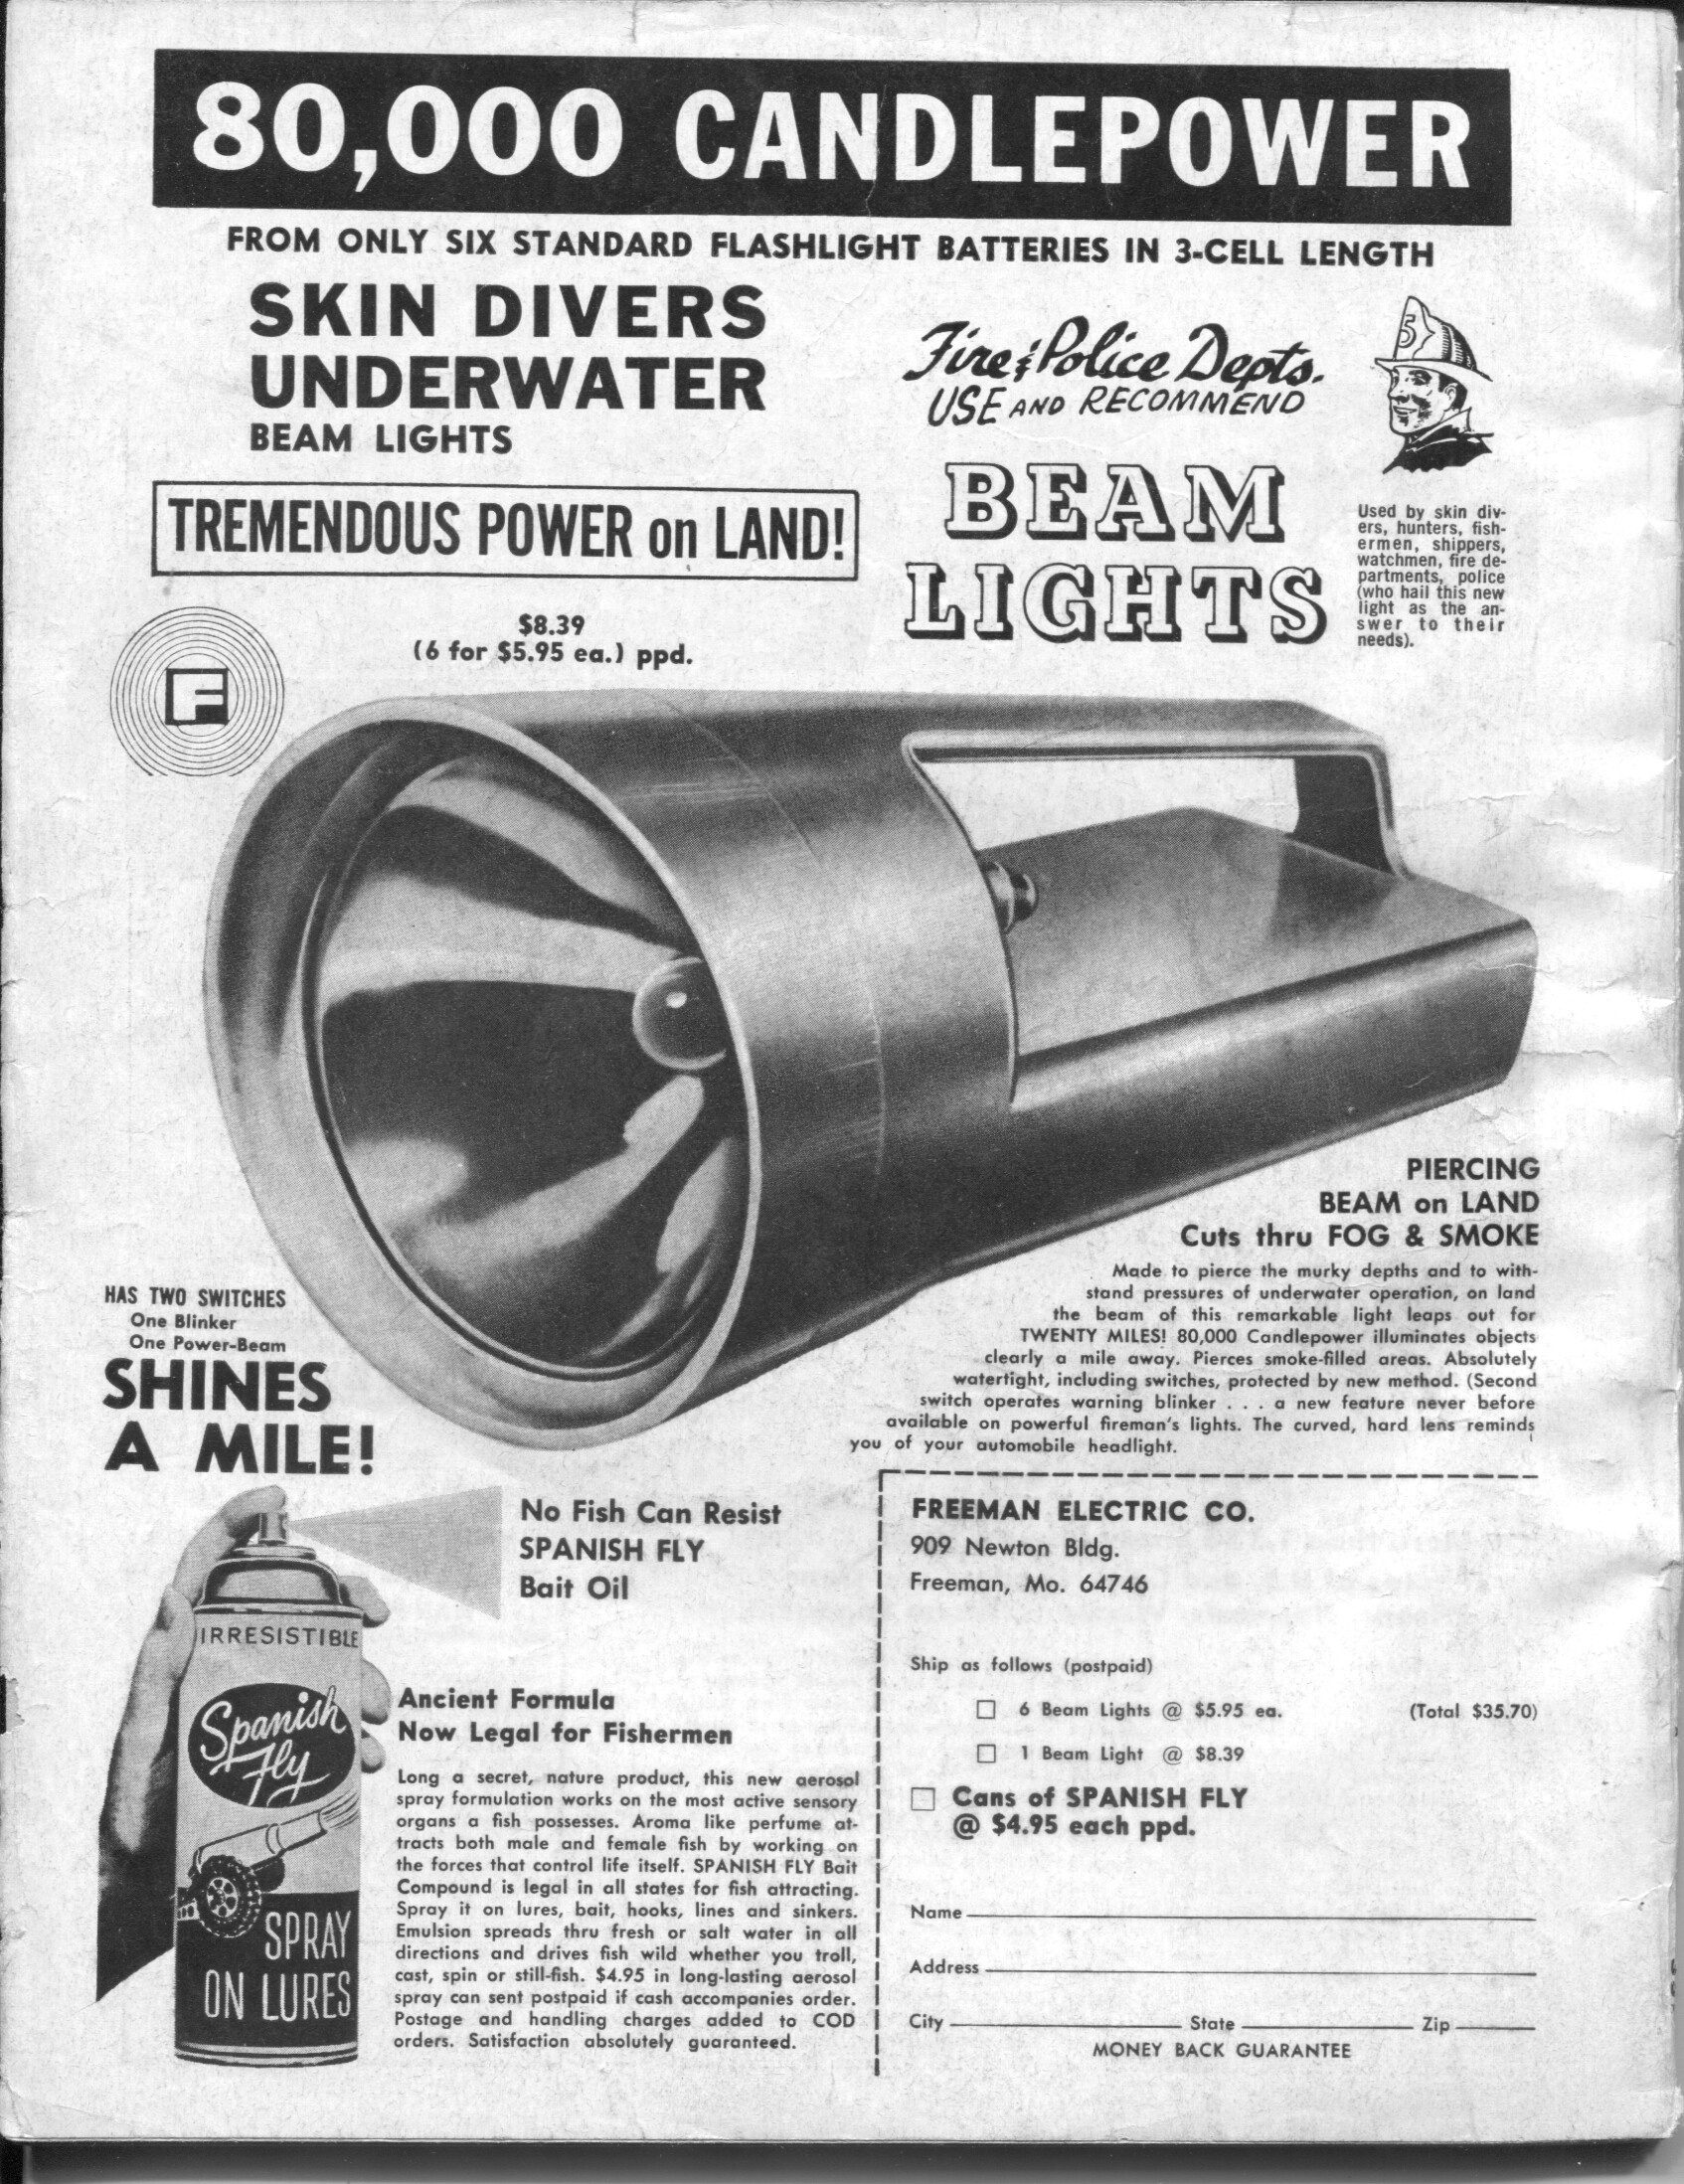 80,000 CANDLEPOWER
FROM ONLY SIX STANDARD FLASHLIGHT BATTERIES IN 3-CELL LENGTH
SKIN DIVERS
UNDERWATER
BEAM LIGHTS
TREMENDOUS POWER on LAND!
$8.39
(6 for $5.95 ea.) ppd.
F
Fire & Police Depts.
USE AND RECOMMEND
5
BEAM
LIGHTS
Used by skin div-
ers, hunters, fish-
ermen, shippers,
watchmen, fire de-
partments, police
(who hail this new
light as the an-
swer to their
needs).
PIERCING
BEAM on LAND
Cuts thru FOG & SMOKE
Made to pierce the murky depths and to with-
stand pressures of underwater operation, on land
the beam of this remarkable light leaps out for
TWENTY MILES! 80,000 Candlepower illuminates objects
clearly a mile away. Pierces smoke-filled areas. Absolutely
watertight, including switches, protected by new method. (Second
switch operates warning blinker . . . a new feature never before
available on powerful fireman's lights. The curved, hard lens reminds
you of your automobile headlight.
HAS TWO SWITCHES
One Blinker
One Power-Beam
SHINES
A MILE!
No Fish Can Resist
SPANISH FLY
Bait Oil
IRRESISTIBLE
Spanish
Fly
SPRAY
ON LURES
Ancient Formula
Now Legal for Fishermen
Long a secret, nature product, this new aerosol
spray formulation works on the most active sensory
organs a fish possesses. Aroma like perfume at-
tracts both male and female fish by working on
the forces that control life itself. SPANISH FLY Bait
Compound is legal in all states for fish attracting.
Spray it on lures, bait, hooks, lines and sinkers.
Emulsion spreads thru fresh or salt water in all
directions and drives fish wild whether you troll,
cast, spin or still-fish. $4.95 in long-lasting aerosol
spray can sent postpaid if cash accompanies order.
Postage and handling charges added to COD
orders. Satisfaction absolutely guaranteed.
FREEMAN ELECTRIC CO.
909 Newton Bldg.
Freeman, Mo. 64746
Ship as follows (postpaid)
6 Beam Lights @ $5.95 ea. (Total $35.70)
1 Beam Light @ $8.39
Cans of SPANISH FLY
@ $4.95 each ppd.
Name
Address
City State Zip
MONEY BACK GUARANTEE